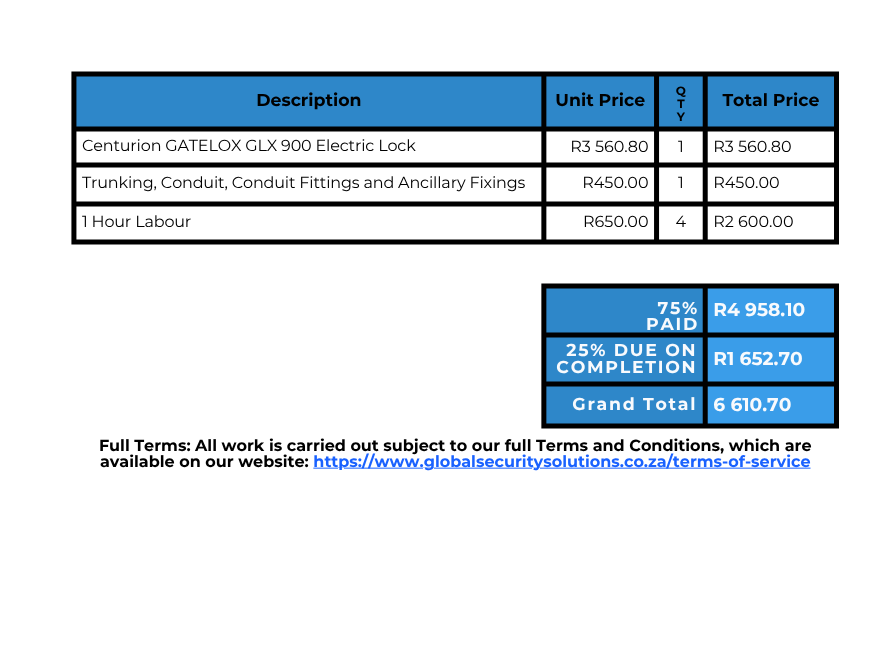 Description Unit Price QTY Total Price
Centurion GATELOX GLX 900 Electric Lock R3 560.80 1 R3 560.80
Trunking, Conduit, Conduit Fittings and Ancillary Fixings R450.00 1 R450.00
1 Hour Labour R650.00 4 R2 600.00
75%
PAID R4 958.10
25% DUE ON
COMPLETION R1 652.70
Grand Total 6 610.70
Full Terms: All work is carried out subject to our full Terms and Conditions, which are
available on our website: https://www.globalsecuritysolutions.co.za/terms-of-service